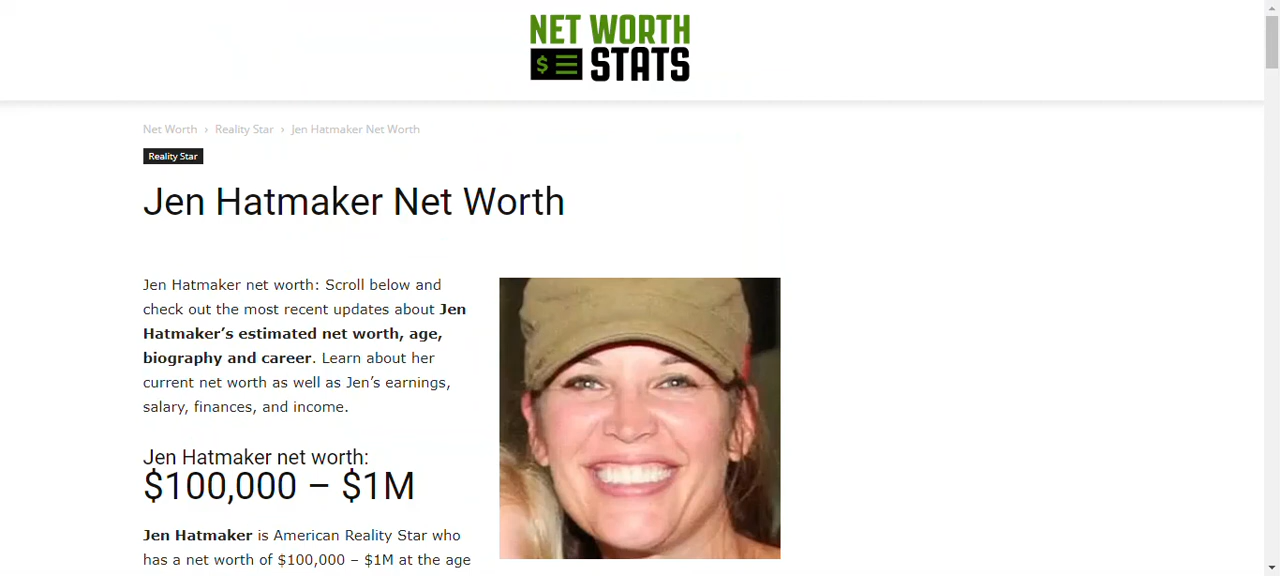 NET WORTH
$ STATS
Net Worth › Reality Star › Jen Hatmaker Net Worth
Reality Star
Jen Hatmaker Net Worth
Jen Hatmaker net worth: Scroll below and
check out the most recent updates about Jen
Hatmaker’s estimated net worth, age,
biography and career. Learn about her
current net worth as well as Jen’s earnings,
salary, finances, and income.
Jen Hatmaker net worth:
$100,000 – $1M
Jen Hatmaker is American Reality Star who
has a net worth of $100,000 – $1M at the age